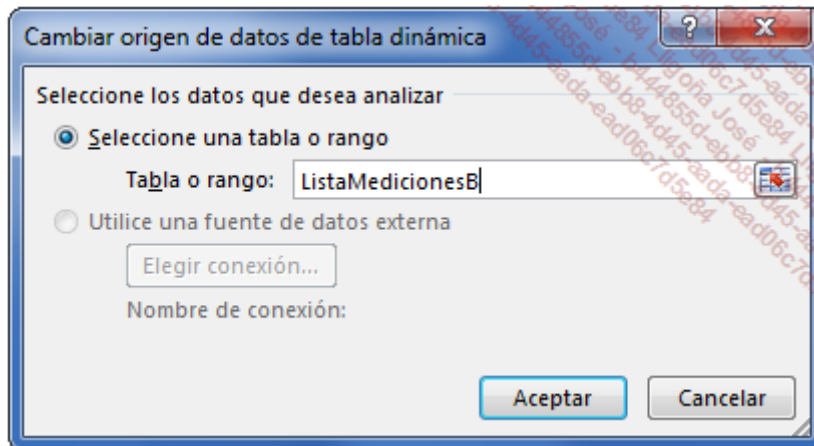 Cambiar origen de datos de tabla dinámica
Seleccione los datos que desea analizar
Seleccione una tabla o rango
Tabla o rango: ListaMedicionesB
Utilice una fuente de datos externa
Elegir conexión...
Nombre de conexión:
Aceptar Cancelar